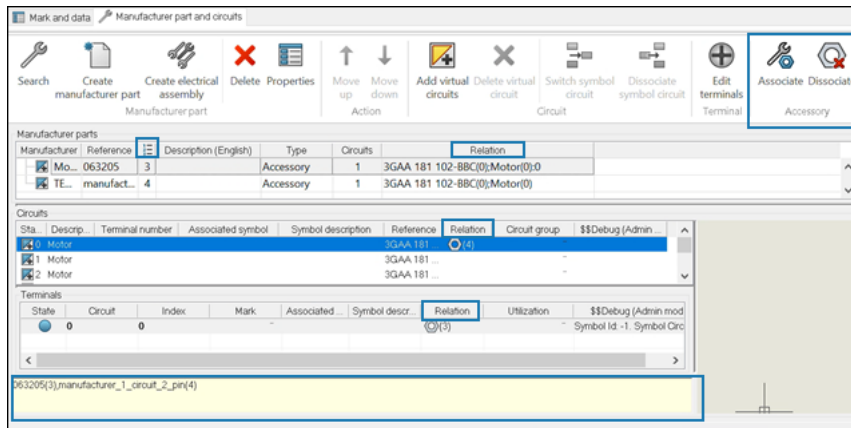 Mark and data Manufacturer part and circuits
Search Create manufacturer part Create electrical assembly Delete Properties Move up Move down Add virtual circuits Delete virtual circuit Switch symbol circuit Dissociate symbol circuit Edit terminals Associate Dissociat
Manufacturer part Action Circuit Terminal Accessory
Manufacturer parts
Manufacturer Reference Description (English) Type Circuits Relation
Mo... 063205 3 Accessory 1 3GAA 181 102-BBC(0);Motor(0):0
TE... manufact... 4 Accessory 1 3GAA 181 102-BBC(0);Motor(0)
Circuits
Sta... Descrip... Terminal number Associated symbol Symbol description Reference Relation Circuit group $$Debug (Admin ...
0 Motor 3GAA 181 ... (4)
1 Motor 3GAA 181 ...
2 Motor 3GAA 181 ...
Terminals
State Circuit Index Mark Associated ... Symbol descr... Relation Utilization $$Debug (Admin mod
0 0 (3) Symbol Id: -1. Symbol Circ
063205(3),manufacturer_1_circuit_2_pin(4)